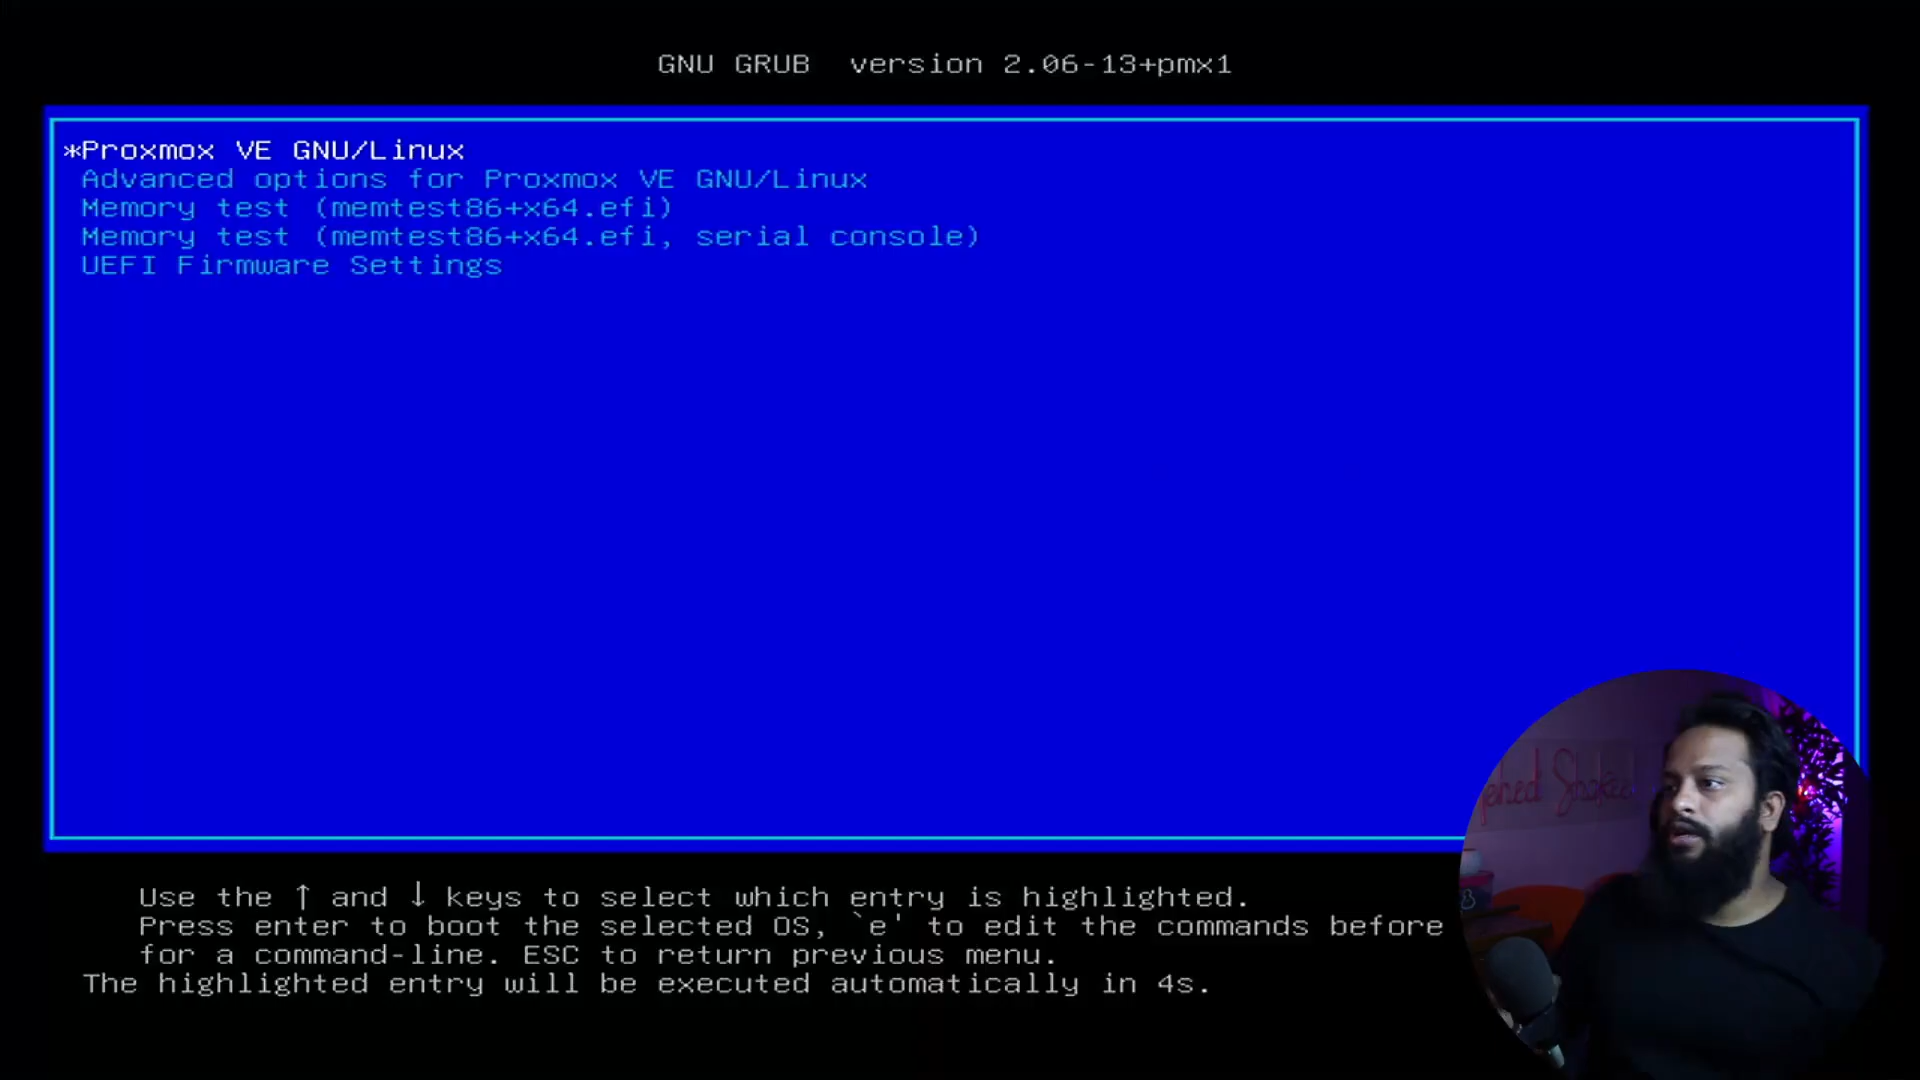 GNU GRUB version 2.06-13+pmx1
*Proxmox VE GNU/Linux
Advanced options for Proxmox VE GNU/Linux
Memory test (memtest86+x64.efi)
Memory test (memtest86+x64.efi, serial console)
UEFI Firmware Settings
Use the ↑ and ↓ keys to select which entry is highlighted.
Press enter to boot the selected OS, `e' to edit the commands before
for a command-line. ESC to return previous menu.
The highlighted entry will be executed automatically in 4s.